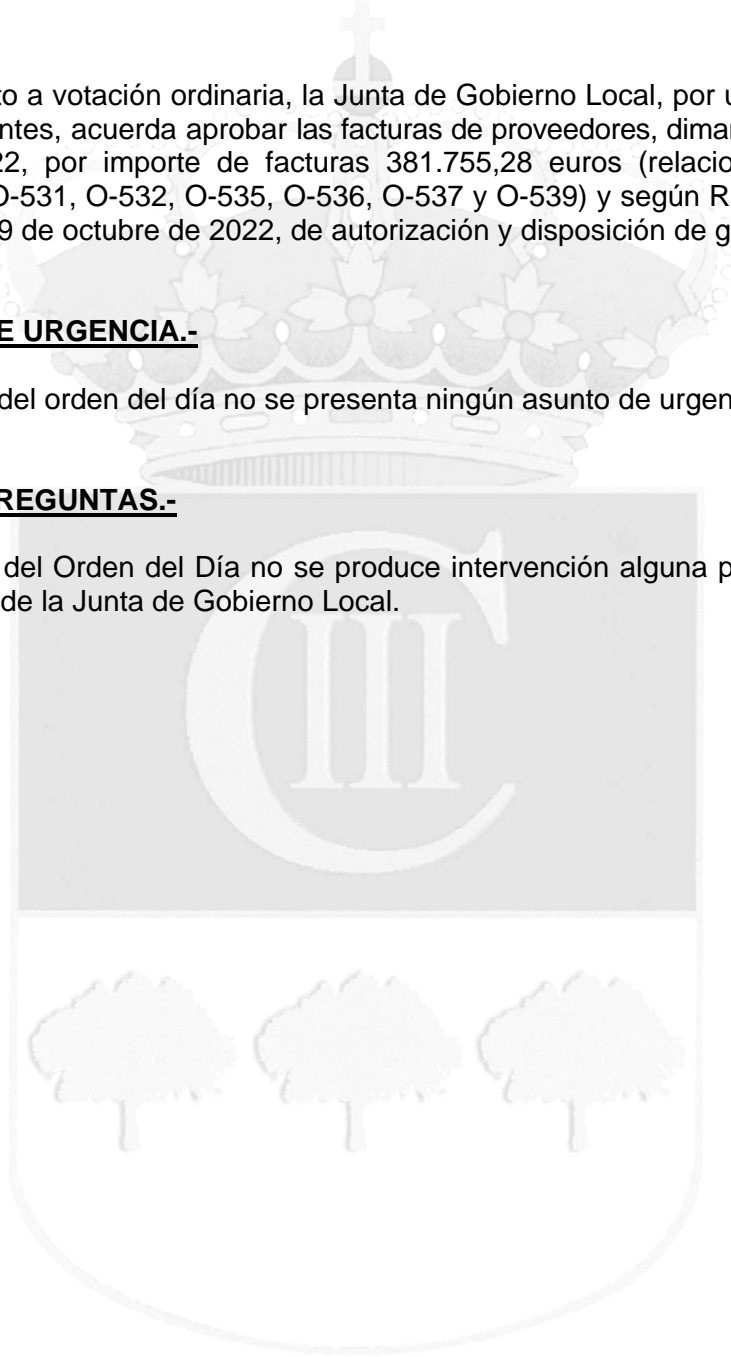 to a votación ordinaria, la Junta de Gobierno Local, por u
ntes, acuerda aprobar las facturas de proveedores, diman
22, por importe de facturas 381.755,28 euros (relacio
O-531, O-532, O-535, O-536, O-537 y O-539) y según R
9 de octubre de 2022, de autorización y disposición de g
E URGENCIA.-
del orden del día no se presenta ningún asunto de urgen
REGUNTAS.-
del Orden del Día no se produce intervención alguna p
de la Junta de Gobierno Local.
CIII